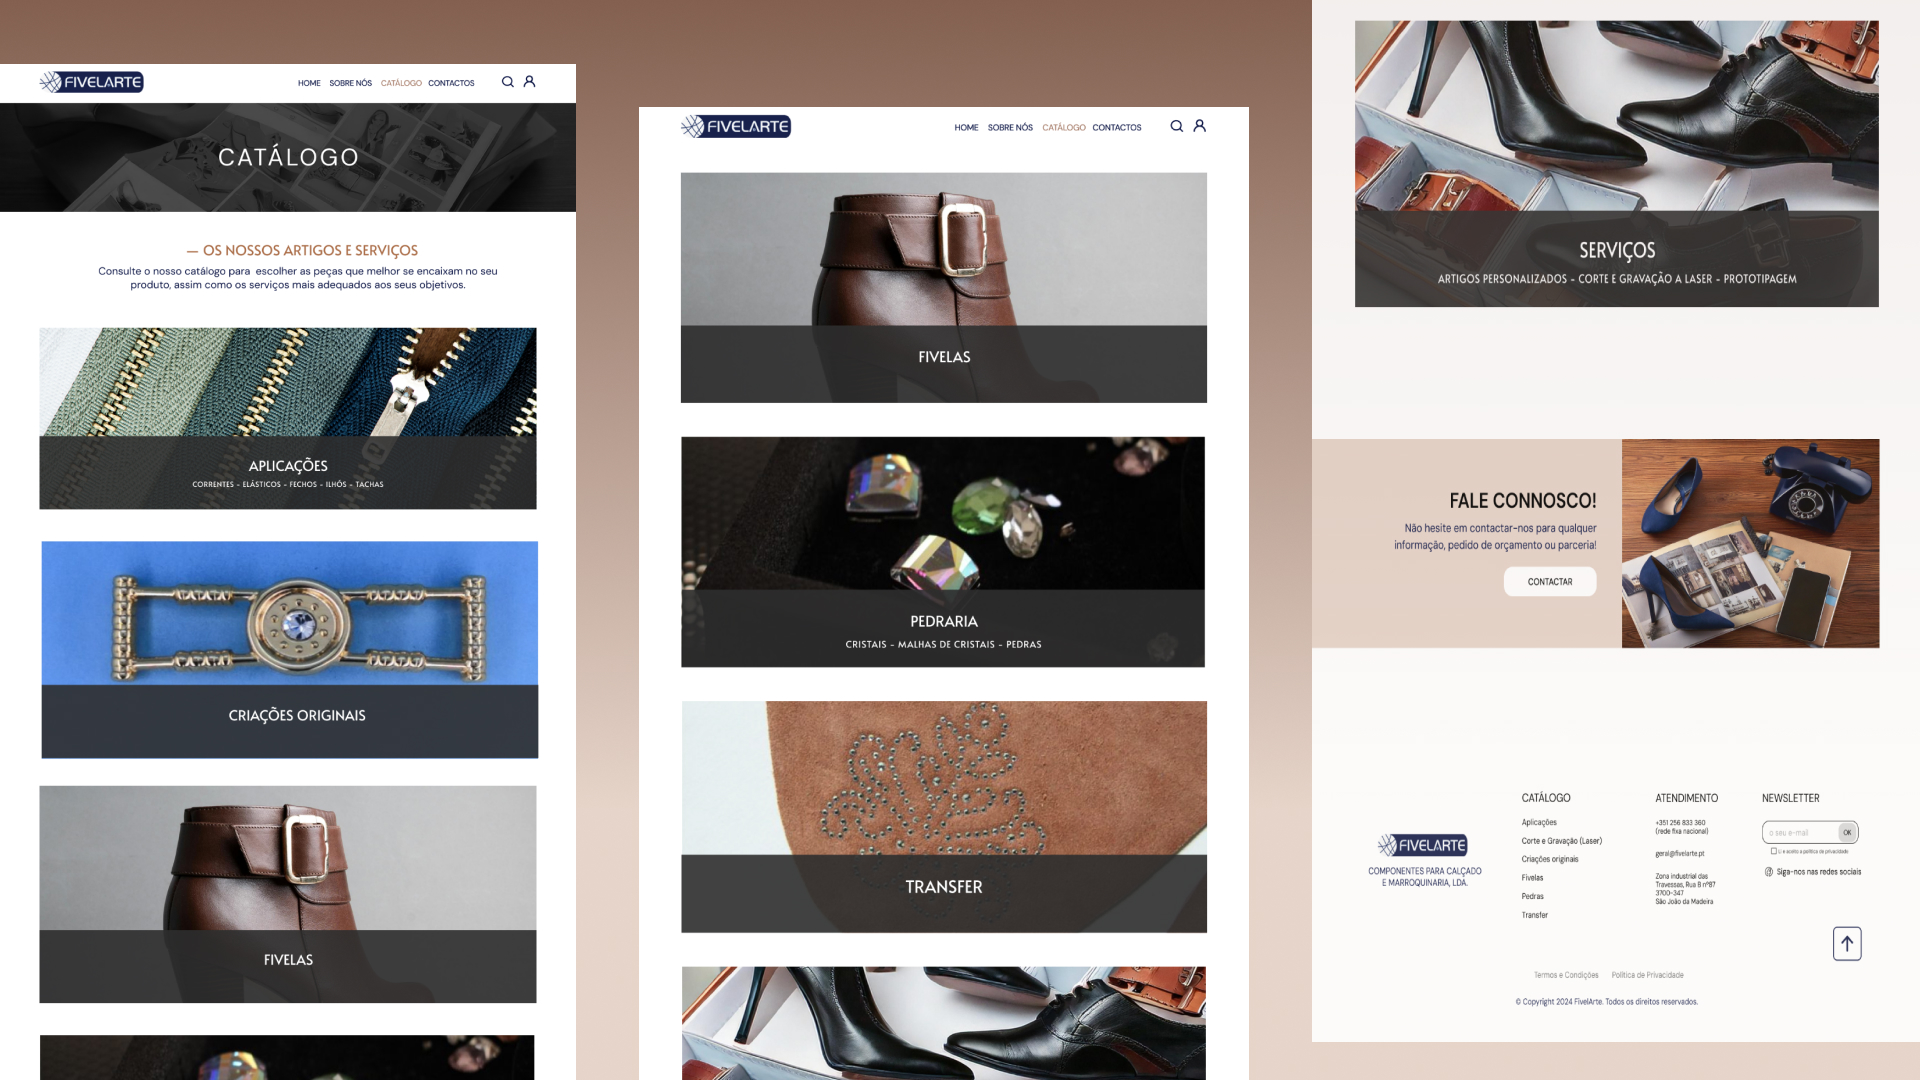 FIVELARTE
HOME SOBRE NÓS CATÁLOGO CONTACTOS
CATÁLOGO
— OS NOSSOS ARTIGOS E SERVIÇOS
Consulte o nosso catálogo para escolher as peças que melhor se encaixam no seu
produto, assim como os serviços mais adequados aos seus objetivos.
APLICAÇÕES
CORRENTES - ELÁSTICOS - FECHOS - ILHÓS - TACHAS
CRIAÇÕES ORIGINAIS
FIVELAS
FIVELARTE
HOME SOBRE NÓS CATÁLOGO CONTACTOS
FIVELAS
PEDRARIA
CRISTAIS - MALHAS DE CRISTAIS - PEDRAS
TRANSFER
SERVIÇOS
ARTIGOS PERSONALIZADOS - CORTE E GRAVAÇÃO A LASER - PROTOTIPAGEM
FALE CONNOSCO!
Não hesite em contactar-nos para qualquer
informação, pedido de orçamento ou parceria!
CONTACTAR
FIVELARTE
COMPONENTES PARA CALÇADO
E MARROQUINARIA, LDA.
CATÁLOGO
Aplicações
Corte e Gravação (Laser)
Criações originais
Fivelas
Pedras
Transfer
ATENDIMENTO
+351 256 833 360
(rede fixa nacional)
geral@fivelarte.pt
Zona industrial das
Travessas, Rua B nº87
3700-347
São João da Madeira
NEWSLETTER
o seu e-mail OK
Li e aceito a política de privacidade
Siga-nos nas redes sociais
Termos e Condições Política de Privacidade
© Copyright 2024 FivelArte. Todos os direitos reservados.